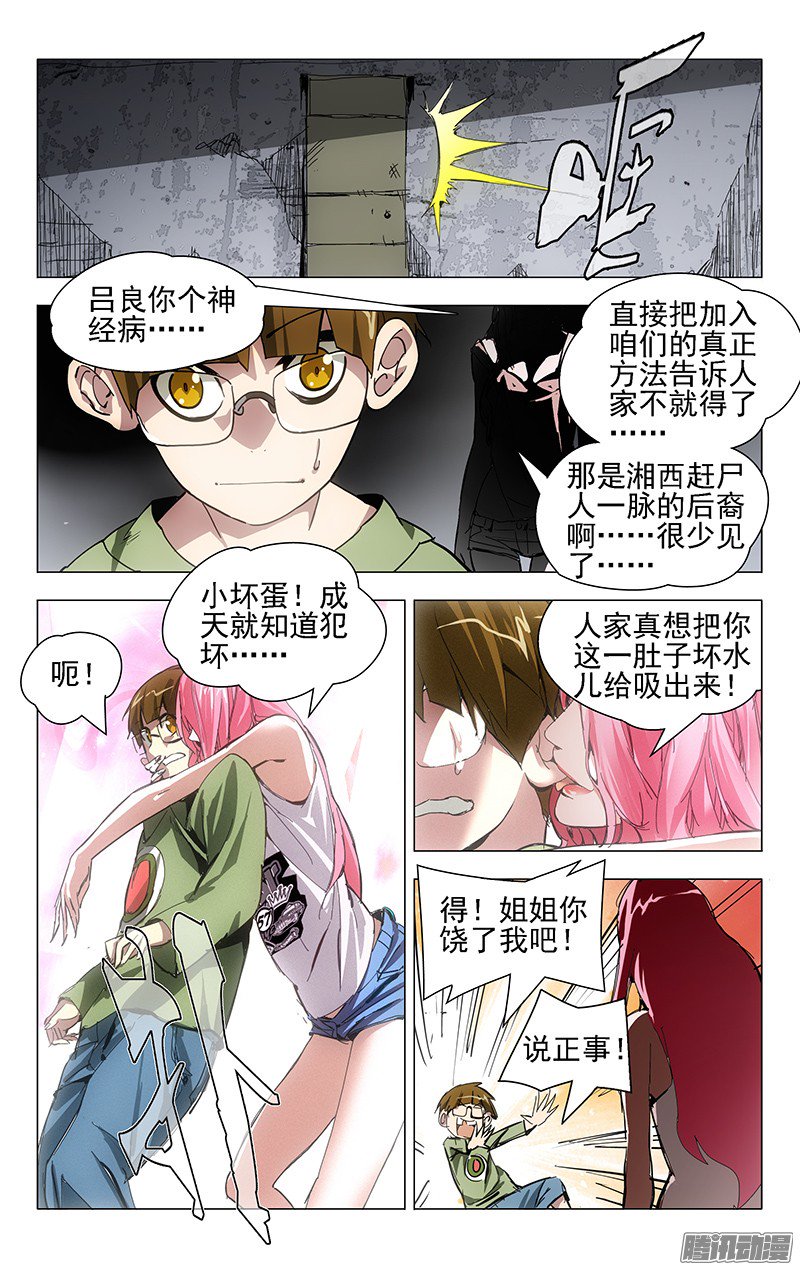 哐
吕良你个神
经病……
直接把加入
咱们的真正
方法告诉人
家不就得了
……
那是湘西赶尸
人一脉的后裔
啊……很少见
了……
小坏蛋！成
天就知道犯
坏……
呃！
人家真想把你
这一肚子坏水
儿给吸出来！
得！姐姐你
饶了我吧！
说正事！
腾讯动漫